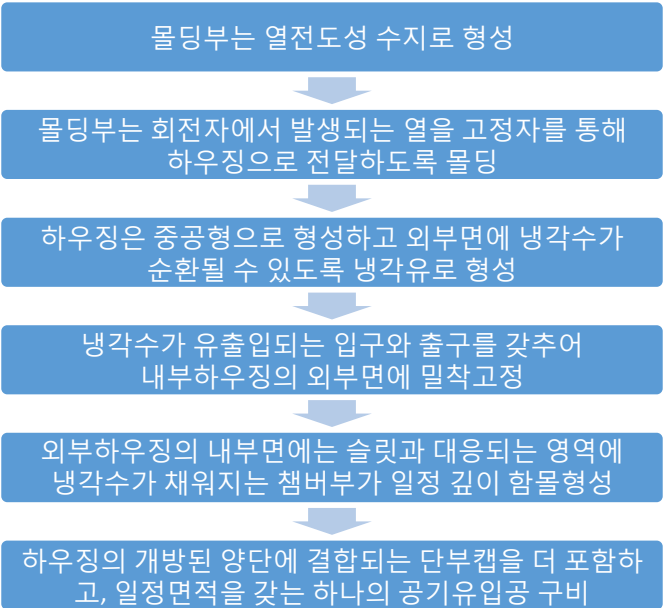 몰딩부는 열전도성 수지로 형성
몰딩부는 회전자에서 발생되는 열을 고정자를 통해
하우징으로 전달하도록 몰딩
하우징은 중공형으로 형성하고 외부면에 냉각수가
순환될 수 있도록 냉각유로 형성
냉각수가 유출입되는 입구와 출구를 갖추어
내부하우징의 외부면에 밀착고정
외부하우징의 내부면에는 슬릿과 대응되는 영역에
냉각수가 채워지는 챔버부가 일정 깊이 함몰형성
하우징의 개방된 양단에 결합되는 단부캡을 더 포함하
고, 일정면적을 갖는 하나의 공기유입공 구비